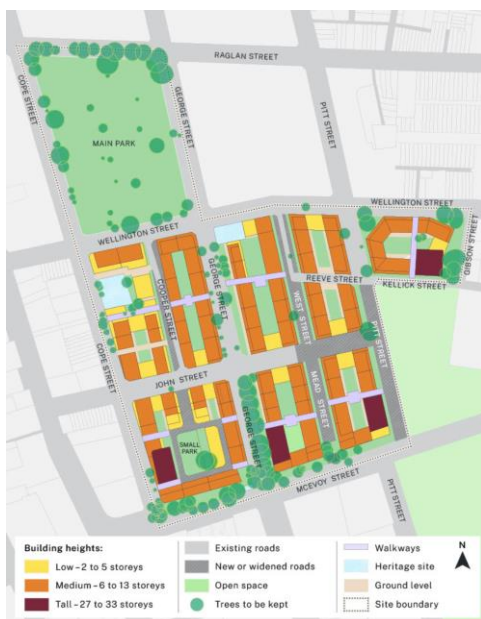 RAGLAN STREET
COPE STREET
GEORGE STREET
PITT STREET
MAIN PARK
WELLINGTON STREET
WELLINGTON STREET
GIBSON STREET
GEORGE STREET
COOPER STREET
REEVE STREET
KELLICK STREET
WEST STREET
COPE STREET
PITT STREET
JOHN STREET
MEAD STREET
GEORGE STREET
SMALL
PARK
MCEVOY STREET
PITT STREET
Building heights:
Low – 2 to 5 storeys
Medium – 6 to 13 storeys
Tall – 27 to 33 storeys
Existing roads
New or widened roads
Open space
Trees to be kept
Walkways
Heritage site
Ground level
Site boundary
N